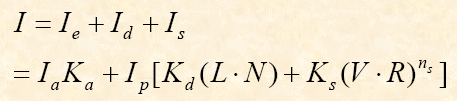 I = I_e + I_d + I_s
= I_a K_a + I_p [K_d (L · N) + K_s (V · R)^{n_s}]